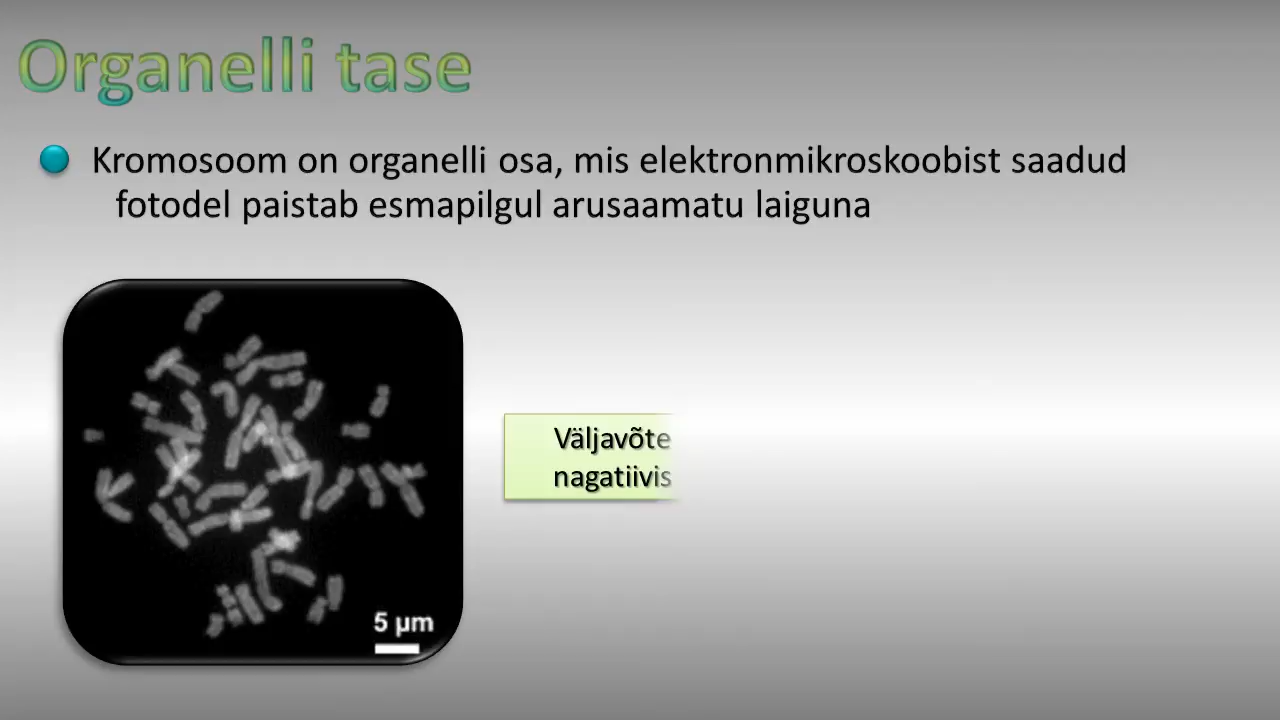 Organelli tase
Kromosoom on organelli osa, mis elektronmikroskoobist saadud
fotodel paistab esmapilgul arusaamatu laiguna
Väljavõte
nagatiivis
5 µm